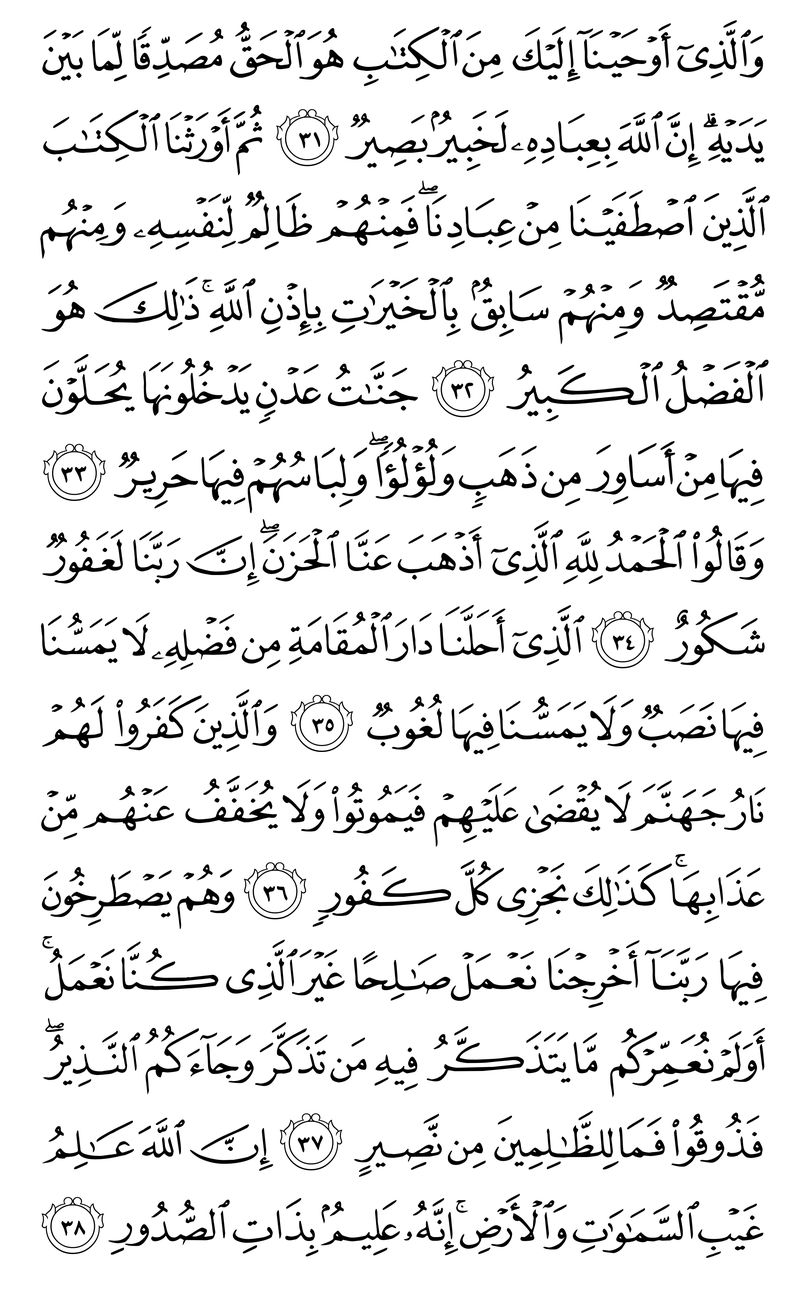 وَٱلَّذِىٓ أَوۡحَيۡنَآ إِلَيۡكَ مِنَ ٱلۡكِتَٰبِ هُوَ ٱلۡحَقُّ مُصَدِّقٗا لِّمَا بَيۡنَ
يَدَيۡهِۗ إِنَّ ٱللَّهَ بِعِبَادِهِۦ لَخَبِيرُۢ بَصِيرٞ ٣١ ثُمَّ أَوۡرَثۡنَا ٱلۡكِتَٰبَ
ٱلَّذِينَ ٱصۡطَفَيۡنَا مِنۡ عِبَادِنَاۖ فَمِنۡهُمۡ ظَالِمٞ لِّنَفۡسِهِۦ وَمِنۡهُم
مُّقۡتَصِدٞ وَمِنۡهُمۡ سَابِقُۢ بِٱلۡخَيۡرَٰتِ بِإِذۡنِ ٱللَّهِۚ ذَٰلِكَ هُوَ
ٱلۡفَضۡلُ ٱلۡكَبِيرُ ٣٢ جَنَّٰتُ عَدۡنٖ يَدۡخُلُونَهَا يُحَلَّوۡنَ
فِيهَا مِنۡ أَسَاوِرَ مِن ذَهَبٖ وَلُؤۡلُؤٗاۖ وَلِبَاسُهُمۡ فِيهَا حَرِيرٞ ٣٣
وَقَالُواْ ٱلۡحَمۡدُ لِلَّهِ ٱلَّذِىٓ أَذۡهَبَ عَنَّا ٱلۡحَزَنَۖ إِنَّ رَبَّنَا لَغَفُورٞ
شَكُورٌ ٣٤ ٱلَّذِىٓ أَحَلَّنَا دَارَ ٱلۡمُقَامَةِ مِن فَضۡلِهِۦ لَا يَمَسُّنَا
فِيهَا نَصَبٞ وَلَا يَمَسُّنَا فِيهَا لُغُوبٞ ٣٥ وَٱلَّذِينَ كَفَرُواْ لَهُمۡ
نَارُ جَهَنَّمَ لَا يُقۡضَىٰ عَلَيۡهِمۡ فَيَمُوتُواْ وَلَا يُخَفَّفُ عَنۡهُم مِّنۡ
عَذَابِهَاۚ كَذَٰلِكَ نَجۡزِى كُلَّ كَفُورٖ ٣٦ وَهُمۡ يَصۡطَرِخُونَ
فِيهَا رَبَّنَآ أَخۡرِجۡنَا نَعۡمَلۡ صَٰلِحًا غَيۡرَ ٱلَّذِى كُنَّا نَعۡمَلُۚ
أَوَلَمۡ نُعَمِّرۡكُم مَّا يَتَذَكَّرُ فِيهِ مَن تَذَكَّرَ وَجَآءَكُمُ ٱلنَّذِيرُۖ
فَذُوقُواْ فَمَا لِلظَّٰلِمِينَ مِن نَّصِيرٍ ٣٧ إِنَّ ٱللَّهَ عَٰلِمُ
غَيۡبِ ٱلسَّمَٰوَٰتِ وَٱلۡأَرۡضِۚ إِنَّهُۥ عَلِيمُۢ بِذَاتِ ٱلصُّدُورِ ٣٨